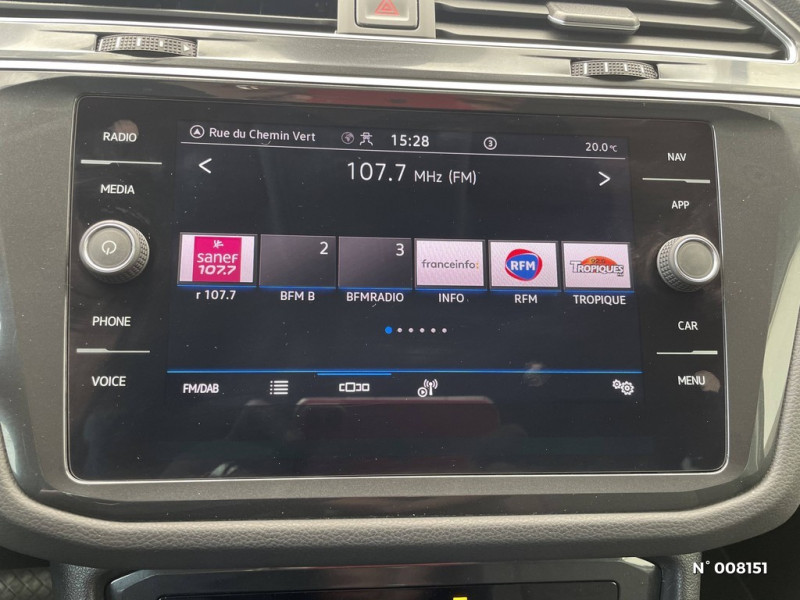 RADIO
MEDIA
PHONE
VOICE
Rue du Chemin Vert
15:28
3
20.0°C
< 107.7 MHz (FM) >
sanef
107.7
2
3
franceinfo:
RFM
TROPIQUES
r 107.7
BFM B
BFMRADIO
INFO
RFM
TROPIQUE
FM/DAB
NAV
APP
CAR
MENU
N°008151